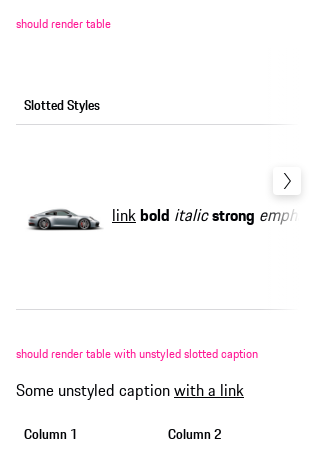 should render table
Slotted Styles
link bold italic strong emph
should render table with unstyled slotted caption
Some unstyled caption with a link
Column 1 Column 2